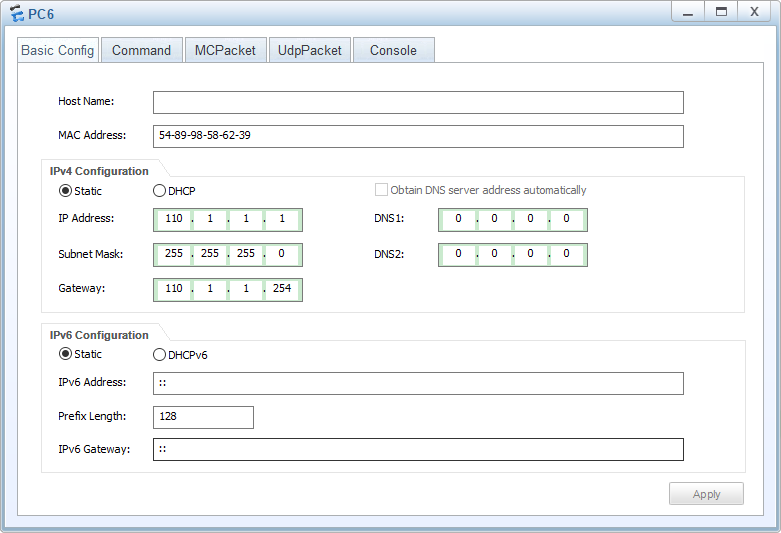 PC6
Basic Config Command MCPacket UdpPacket Console
Host Name:
MAC Address: 54-89-98-58-62-39
IPv4 Configuration
Static DHCP Obtain DNS server address automatically
IP Address: 110 . 1 . 1 . 1 DNS1: 0 . 0 . 0 . 0
Subnet Mask: 255 . 255 . 255 . 0 DNS2: 0 . 0 . 0 . 0
Gateway: 110 . 1 . 1 . 254
IPv6 Configuration
Static DHCPv6
IPv6 Address: ::
Prefix Length: 128
IPv6 Gateway: ::
Apply